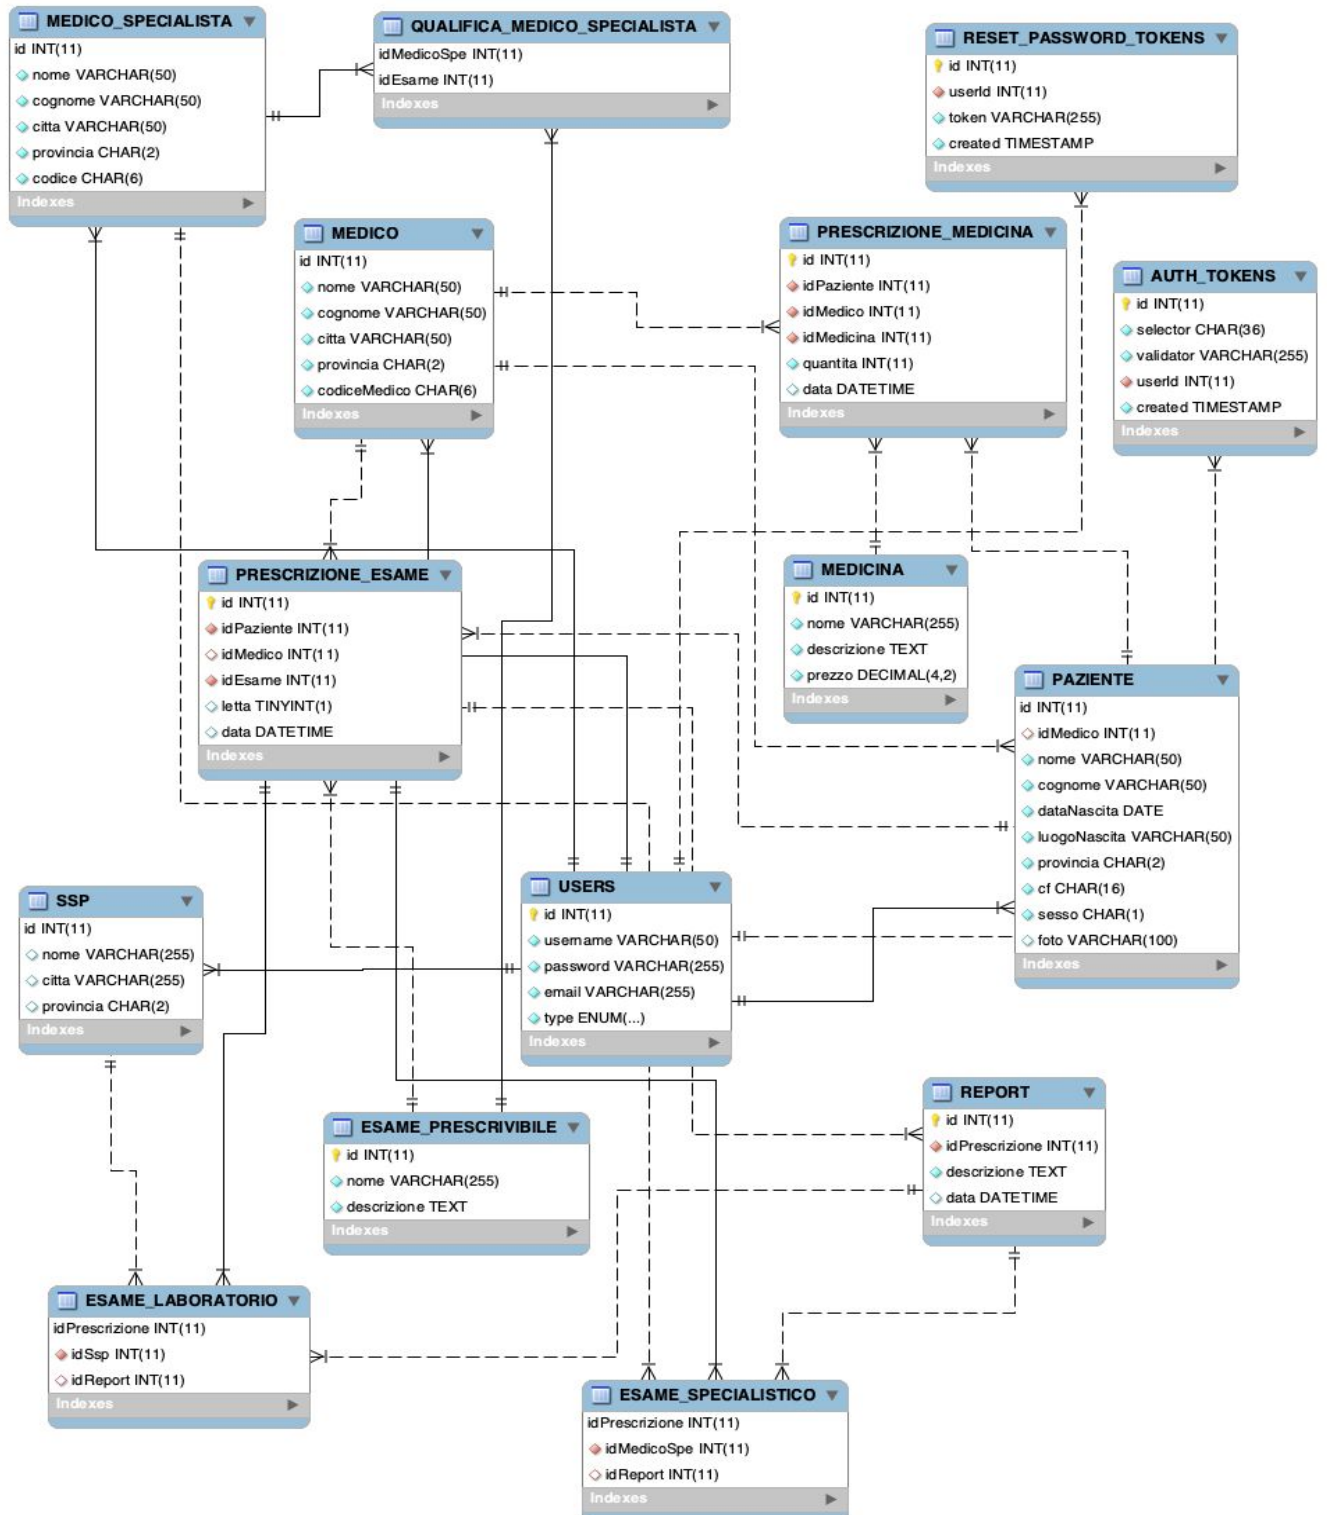 MEDICO_SPECIALISTA
id INT(11)
nome VARCHAR(50)
cognome VARCHAR(50)
citta VARCHAR(50)
provincia CHAR(2)
codice CHAR(6)
Indexes
QUALIFICA_MEDICO_SPECIALISTA
idMedicoSpe INT(11)
idEsame INT(11)
Indexes
RESET_PASSWORD_TOKENS
id INT(11)
userId INT(11)
token VARCHAR(255)
created TIMESTAMP
Indexes
MEDICO
id INT(11)
nome VARCHAR(50)
cognome VARCHAR(50)
citta VARCHAR(50)
provincia CHAR(2)
codiceMedico CHAR(6)
Indexes
PRESCRIZIONE_MEDICINA
id INT(11)
idPaziente INT(11)
idMedico INT(11)
idMedicina INT(11)
quantita INT(11)
data DATETIME
Indexes
AUTH_TOKENS
id INT(11)
selector CHAR(36)
validator VARCHAR(255)
userId INT(11)
created TIMESTAMP
Indexes
PRESCRIZIONE_ESAME
id INT(11)
idPaziente INT(11)
idMedico INT(11)
idEsame INT(11)
letta TINYINT(1)
data DATETIME
Indexes
MEDICINA
id INT(11)
nome VARCHAR(255)
descrizione TEXT
prezzo DECIMAL(4,2)
Indexes
PAZIENTE
id INT(11)
idMedico INT(11)
nome VARCHAR(50)
cognome VARCHAR(50)
dataNascita DATE
luogoNascita VARCHAR(50)
provincia CHAR(2)
cf CHAR(16)
sesso CHAR(1)
foto VARCHAR(100)
Indexes
SSP
id INT(11)
nome VARCHAR(255)
citta VARCHAR(255)
provincia CHAR(2)
Indexes
USERS
id INT(11)
username VARCHAR(50)
password VARCHAR(255)
email VARCHAR(255)
type ENUM(...)
Indexes
ESAME_PRESCRIVIBILE
id INT(11)
nome VARCHAR(255)
descrizione TEXT
Indexes
REPORT
id INT(11)
idPrescrizione INT(11)
descrizione TEXT
data DATETIME
Indexes
ESAME_LABORATORIO
idPrescrizione INT(11)
idSsp INT(11)
idReport INT(11)
Indexes
ESAME_SPECIALISTICO
idPrescrizione INT(11)
idMedicoSpe INT(11)
idReport INT(11)
Indexes